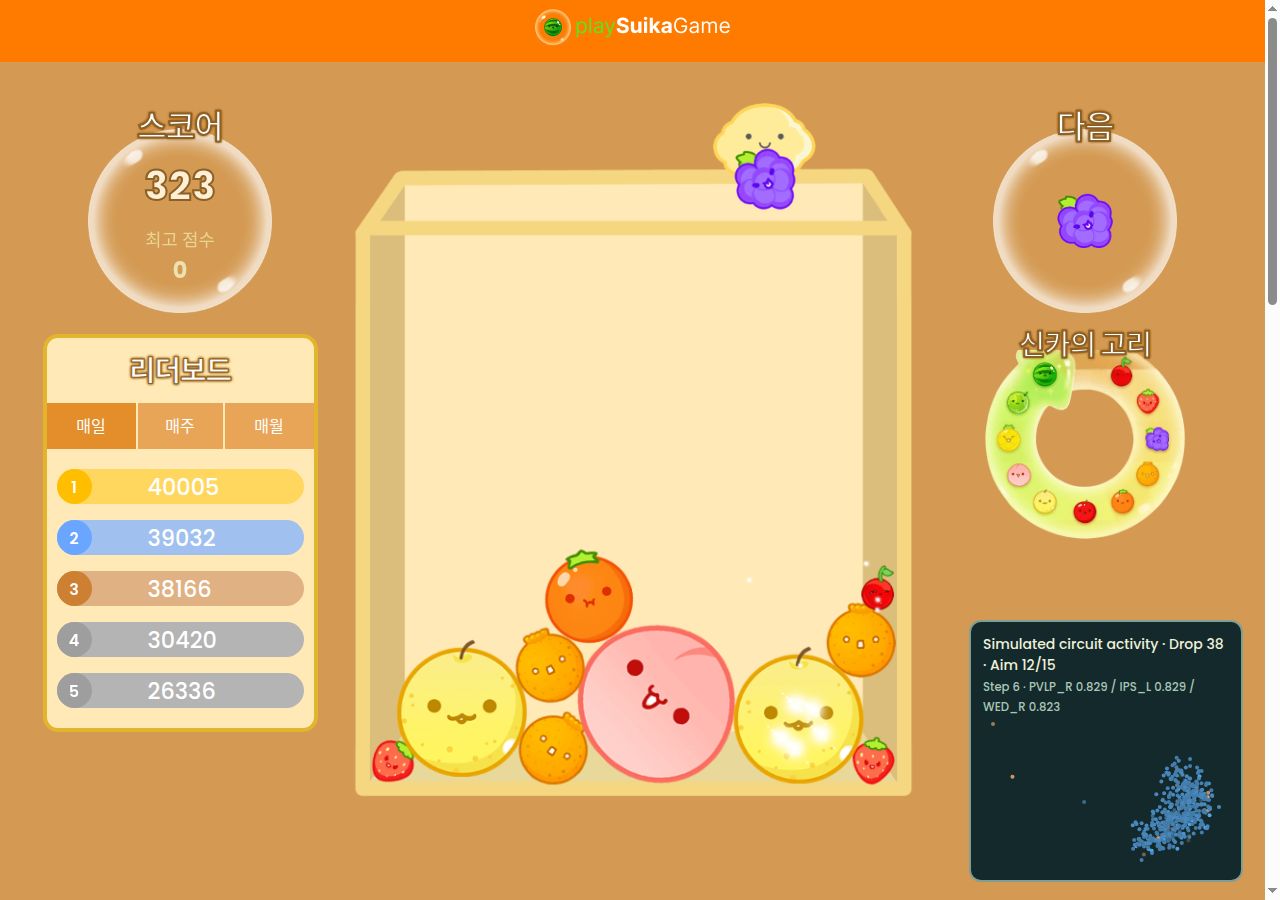 playSuikaGame
스코어
323
최고 점수
0
리더보드
매일 매주 매월
1 40005
2 39032
3 38166
4 30420
5 26336
다음
신카의 고리
Simulated circuit activity · Drop 38
· Aim 12/15
Step 6 · PVLP_R 0.829 / IPS_L 0.829 /
WED_R 0.823